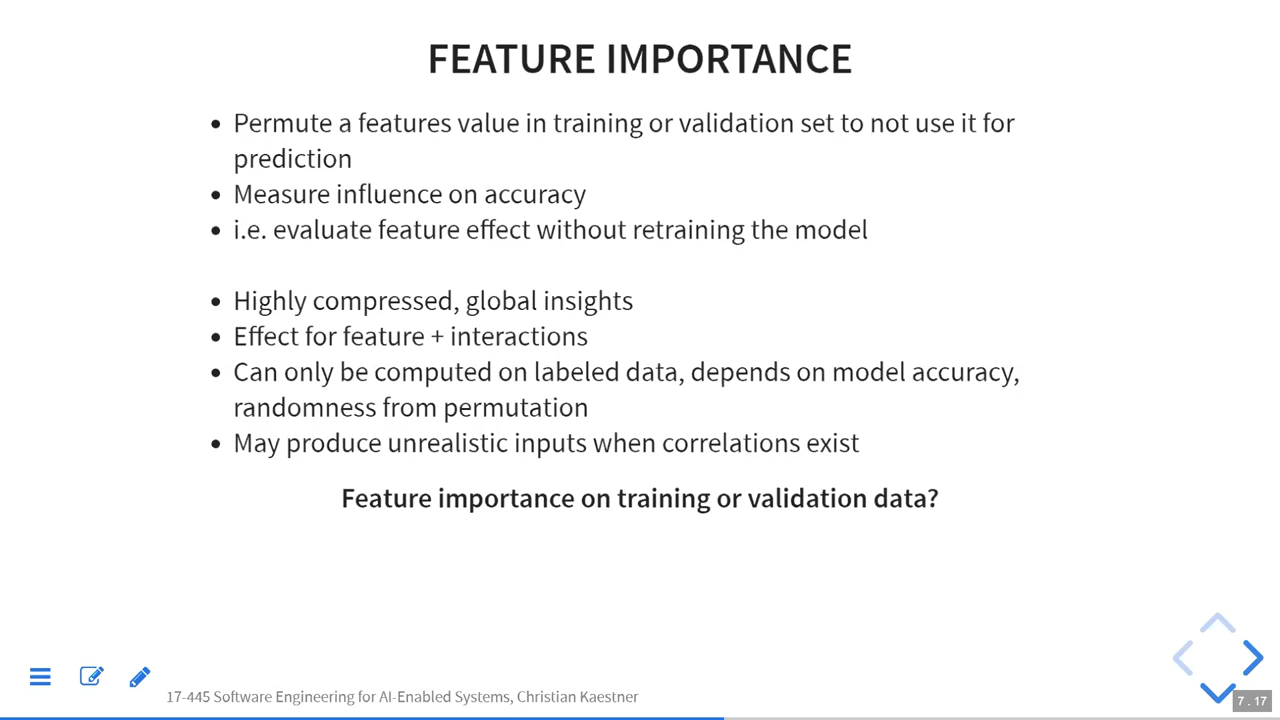 FEATURE IMPORTANCE
• Permute a features value in training or validation set to not use it for
prediction
• Measure influence on accuracy
• i.e. evaluate feature effect without retraining the model
• Highly compressed, global insights
• Effect for feature + interactions
• Can only be computed on labeled data, depends on model accuracy,
randomness from permutation
• May produce unrealistic inputs when correlations exist
Feature importance on training or validation data?
17-445 Software Engineering for AI-Enabled Systems, Christian Kaestner
7 . 17